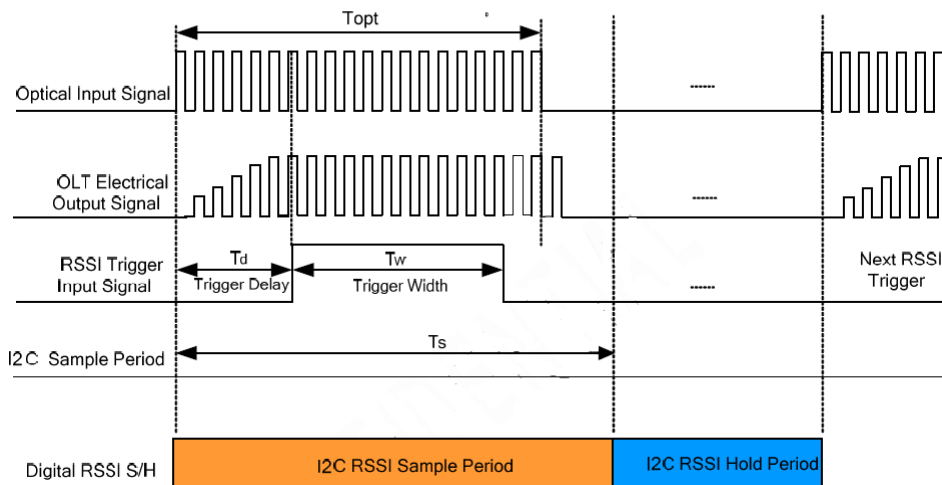 Topt
Optical Input Signal
......
OLT Electrical
Output Signal
......
RSSI Trigger
Input Signal
Td
Trigger Delay
Tw
Trigger Width
......
Next RSSI
Trigger
Ts
I2C Sample Period
Digital RSSI S/H
I2C RSSI Sample Period
I2C RSSI Hold Period